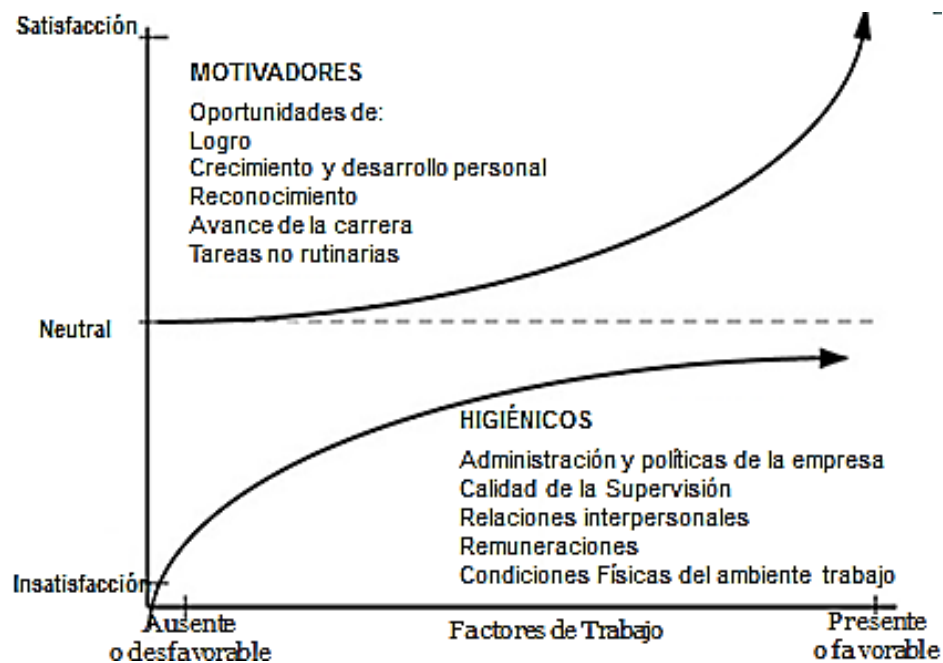 Satisfacción
MOTIVADORES
Oportunidades de:
Logro
Crecimiento y desarrollo personal
Reconocimiento
Avance de la carrera
Tareas no rutinarias
Neutral
HIGIÉNICOS
Administración y políticas de la empresa
Calidad de la Supervisión
Relaciones interpersonales
Remuneraciones
Condiciones Físicas del ambiente trabajo
Insatisfacción
Ausente
o desfavorable
Factores de Trabajo
Presente
o favorable